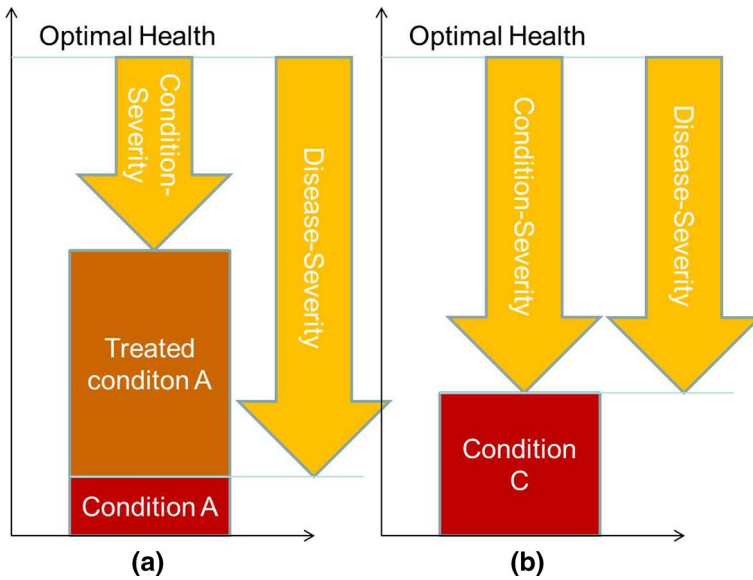 Optimal Health
Condition-
Severity
Disease-Severity
Treated
conditon A
Condition A
(a)
Optimal Health
Condition-Severity
Disease-Severity
Condition
C
(b)